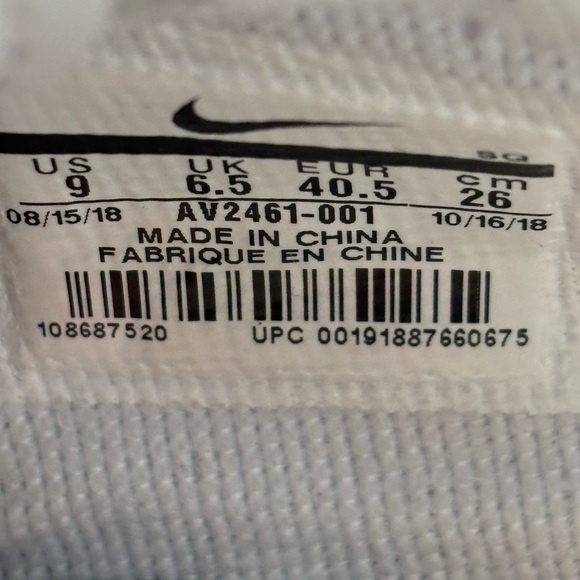 SQ
US UK EUR cm
9 6.5 40.5 26
08/15/18 AV2461-001 10/16/18
MADE IN CHINA
FABRIQUE EN CHINE
108687520 UPC 00191887660675